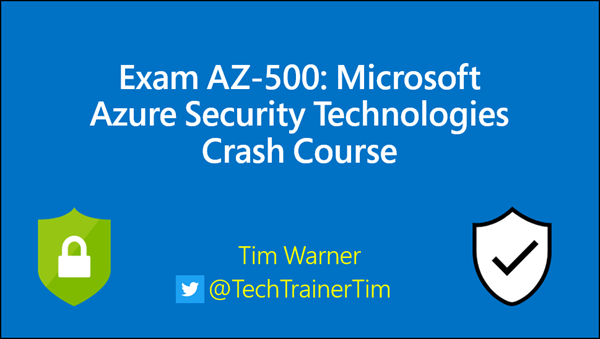 Exam AZ-500: Microsoft
Azure Security Technologies
Crash Course
Tim Warner
@TechTrainerTim